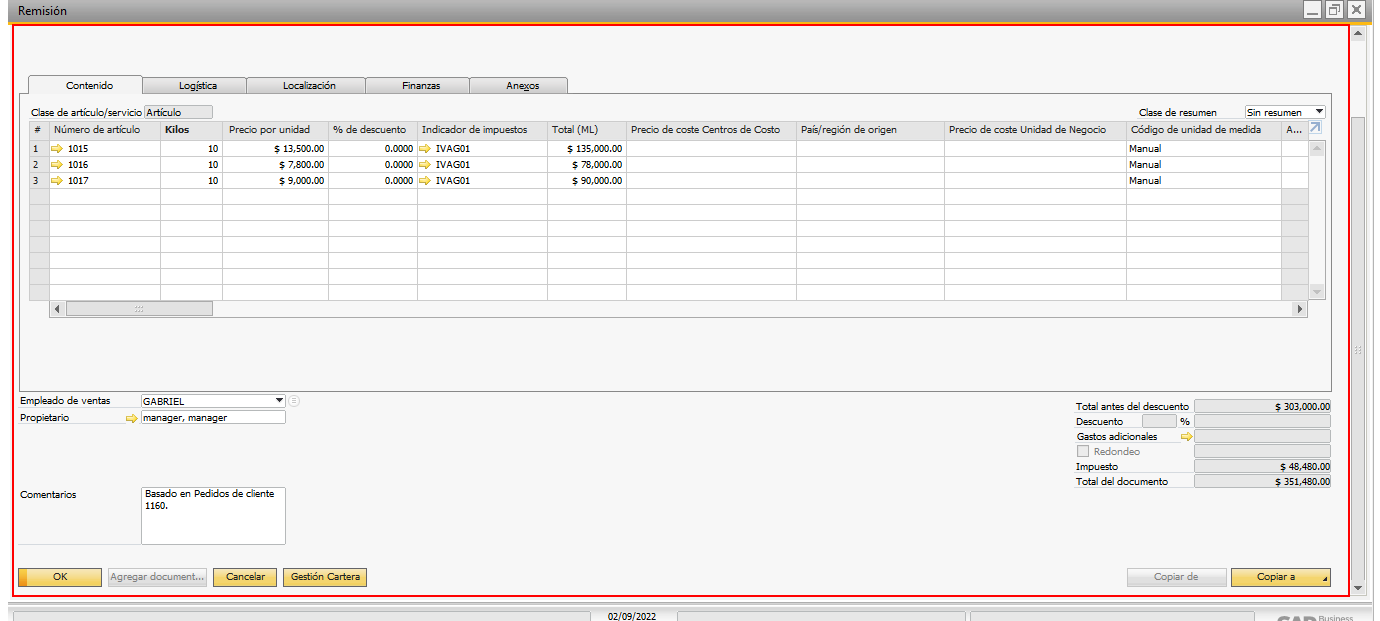 Remisión
Contenido Logística Localización Finanzas Anexos
Clase de artículo/servicio Artículo Clase de resumen Sin resumen
# Número de artículo Kilos Precio por unidad % de descuento Indicador de impuestos Total (ML) Precio de coste Centros de Costo País/región de origen Precio de coste Unidad de Negocio Código de unidad de medida A...
1 1015 10 $ 13,500.00 0.0000 IVAG01 $ 135,000.00 Manual
2 1016 10 $ 7,800.00 0.0000 IVAG01 $ 78,000.00 Manual
3 1017 10 $ 9,000.00 0.0000 IVAG01 $ 90,000.00 Manual
Empleado de ventas GABRIEL
Propietario manager, manager
Total antes del descuento $ 303,000.00
Descuento %
Gastos adicionales
Redondeo
Impuesto $ 48,480.00
Total del documento $ 351,480.00
Comentarios Basado en Pedidos de cliente
1160.
OK Agregar document... Cancelar Gestión Cartera Copiar de Copiar a
02/09/2022 SAP Business